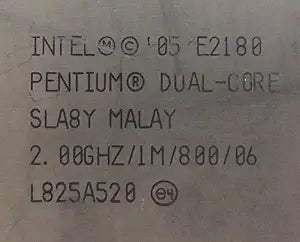 INTEL Ⓜ © '05 E2180
PENTIUM® DUAL-CORE
SLA8Y MALAY
2.00GHZ/1M/800/06
L825A520 e4